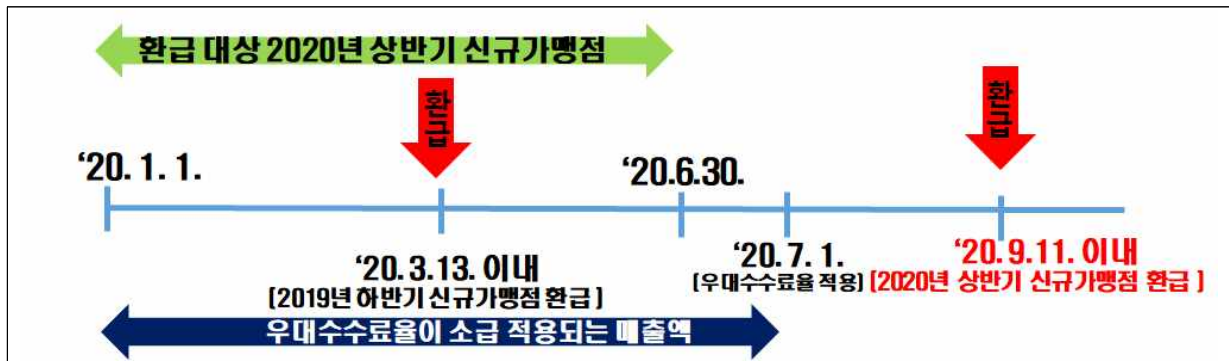 환급 대상 2020년 상반기 신규가맹점
환급
환급
‘20. 1. 1.
‘20.6.30.
‘20. 3.13. 이내
[2019년 하반기 신규가맹점 환급 ]
‘20. 7. 1.
[우대수수료율 적용]
‘20. 9.11. 이내
[2020년 상반기 신규가맹점 환급 ]
우대수수료율이 소급 적용되는 매출액